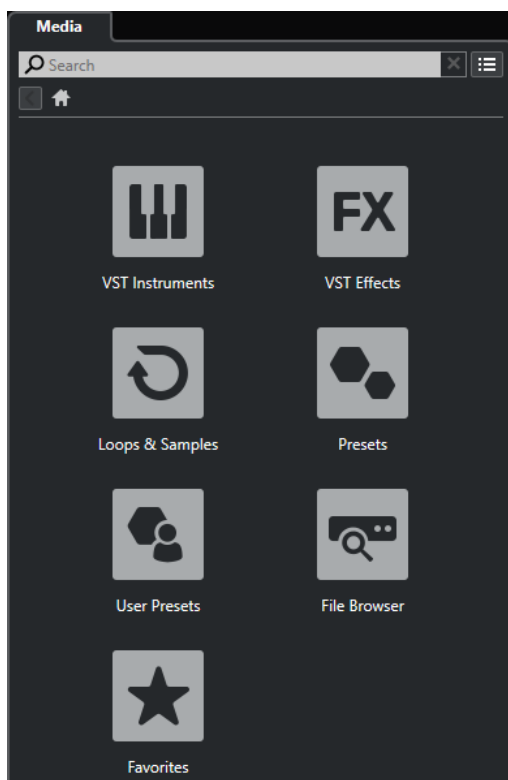 Media
Search
FX
VST Instruments
VST Effects
Loops & Samples
Presets
User Presets
File Browser
Favorites